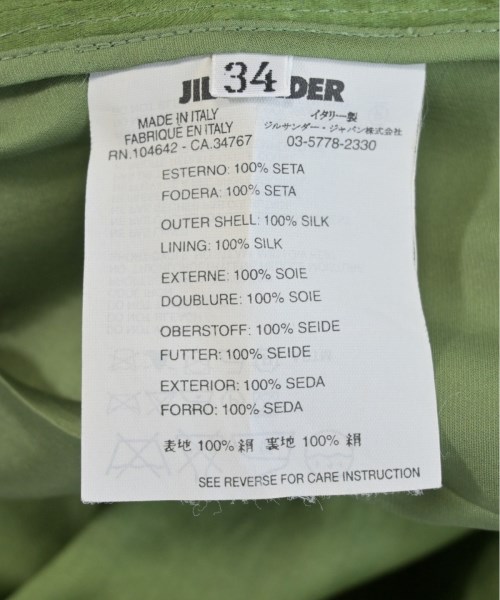 34
JIL DER
MADE IN ITALY
FABRIQUÉ EN ITALY
RN.104642 - CA.34767
イタリー製
ジルサンダー・ジャパン株式会社
03-5778-2330
ESTERNO: 100% SETA
FODERA: 100% SETA
OUTER SHELL: 100% SILK
LINING: 100% SILK
EXTERNE: 100% SOIE
DOUBLURE: 100% SOIE
OBERSTOFF: 100% SEIDE
FUTTER: 100% SEIDE
EXTERIOR: 100% SEDA
FORRO: 100% SEDA
表地 100% 絹 裏地 100% 絹
SEE REVERSE FOR CARE INSTRUCTION